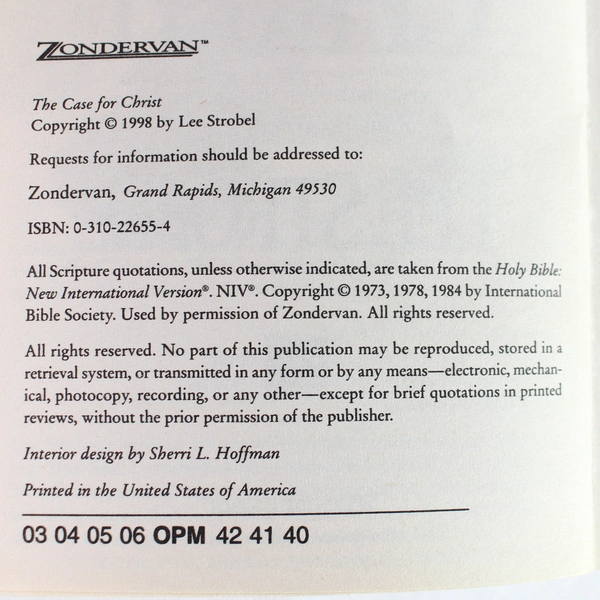 ZONDERVAN™
The Case for Christ
Copyright © 1998 by Lee Strobel
Requests for information should be addressed to:
Zondervan, Grand Rapids, Michigan 49530
ISBN: 0-310-22655-4
All Scripture quotations, unless otherwise indicated, are taken from the Holy Bible:
New International Version®. NIV®. Copyright © 1973, 1978, 1984 by International
Bible Society. Used by permission of Zondervan. All rights reserved.
All rights reserved. No part of this publication may be reproduced, stored in a
retrieval system, or transmitted in any form or by any means—electronic, mechan-
ical, photocopy, recording, or any other—except for brief quotations in printed
reviews, without the prior permission of the publisher.
Interior design by Sherri L. Hoffman
Printed in the United States of America
03 04 05 06 OPM 42 41 40